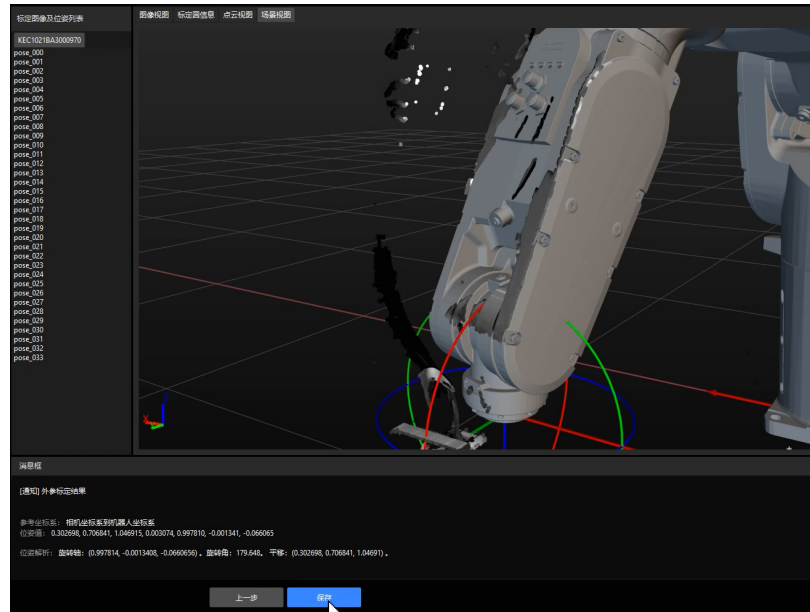 标定图像及位姿列表
图像视图 标定器信息 点云视图 场景视图
KEC1021BA3000970
pose_000
pose_001
pose_002
pose_003
pose_004
pose_005
pose_006
pose_007
pose_008
pose_009
pose_010
pose_011
pose_012
pose_013
pose_014
pose_015
pose_016
pose_017
pose_018
pose_019
pose_020
pose_021
pose_022
pose_023
pose_024
pose_025
pose_026
pose_027
pose_028
pose_029
pose_030
pose_031
pose_032
pose_033
X
消息框
[通知] 外参标定结果
参考坐标系： 相机坐标系到机器人坐标系
位姿值： 0.302698, 0.706841, 1.046915, 0.003074, 0.997810, -0.001341, -0.066065
位姿解析： 旋转轴：(0.997814, -0.0013408, -0.0660656) 。旋转角：179.648。 平移：(0.302698, 0.706841, 1.04691) 。
上一步 保存